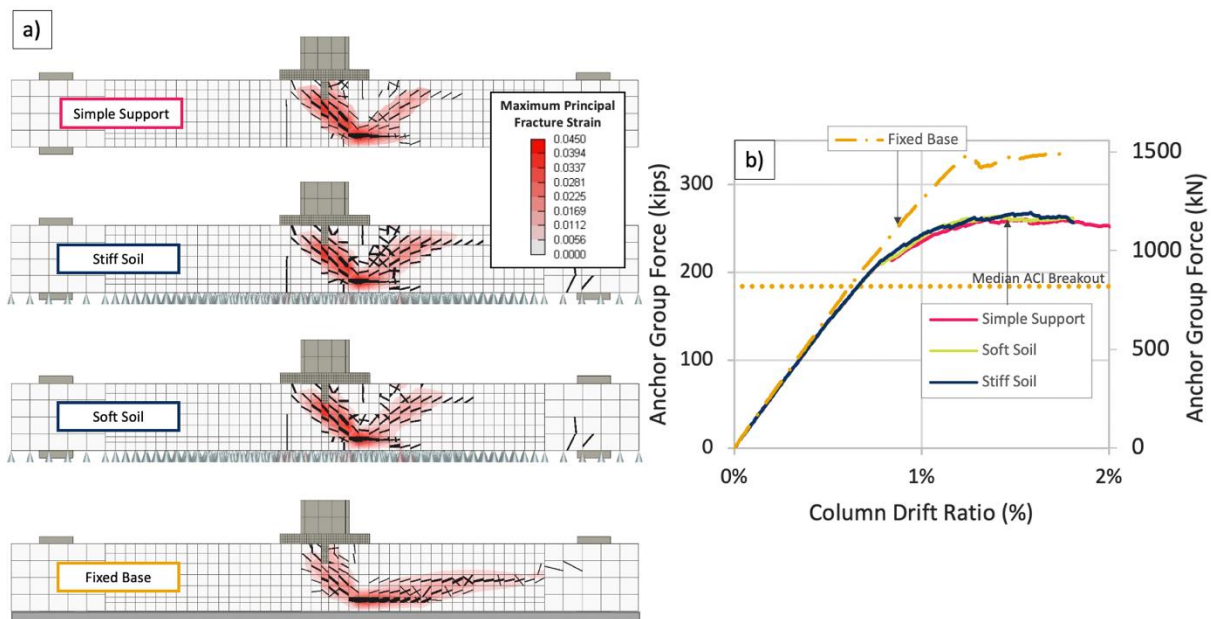 a)
Simple Support
Maximum Principal
Fracture Strain
0.0450
0.0394
0.0337
0.0281
0.0225
0.0169
0.0112
0.0056
0.0000
Stiff Soil
Soft Soil
Fixed Base
b)
Fixed Base
Anchor Group Force (kips)
300
200
100
0
Anchor Group Force (kN)
1500
1000
500
0
Median ACI Breakout
Simple Support
Soft Soil
Stiff Soil
0%
1%
2%
Column Drift Ratio (%)